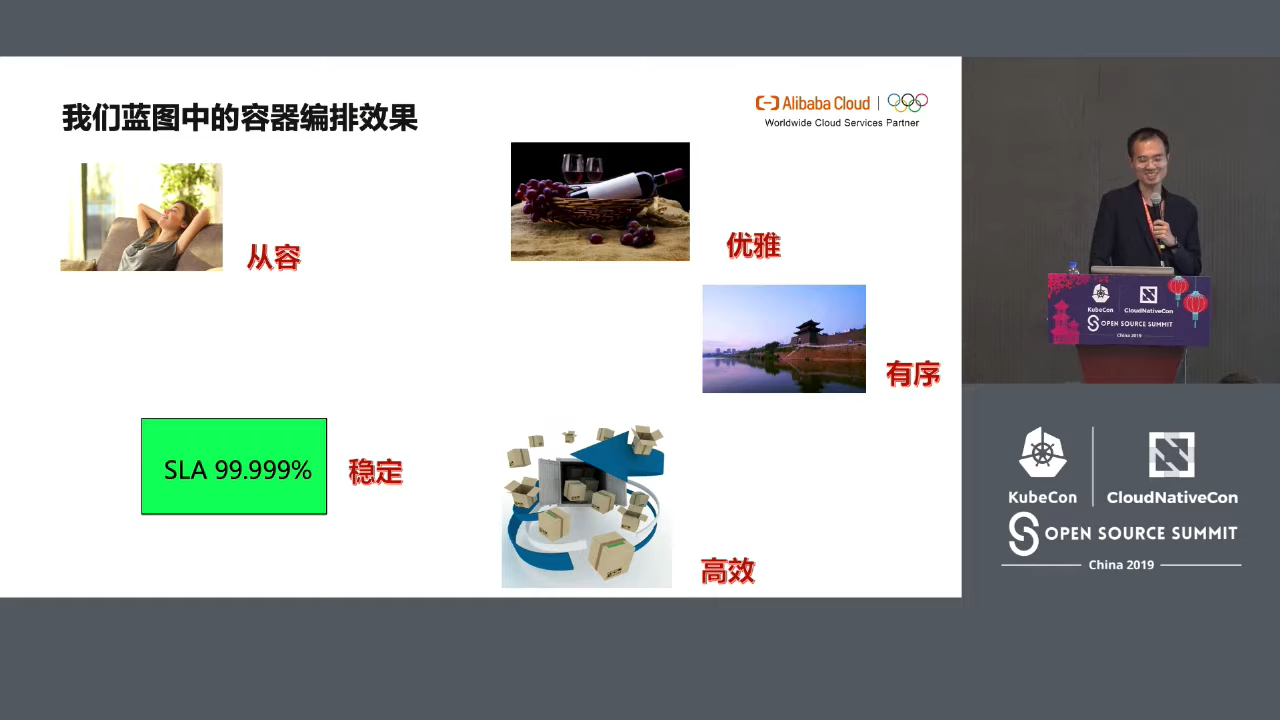 我们蓝图中的容器编排效果
Alibaba Cloud
Worldwide Cloud Services Partner
从容
优雅
有序
SLA 99.999%
稳定
高效
KubeCon
CloudNativeCon
OPEN SOURCE SUMMIT
China 2019
KubeCon
CloudNativeCon
OPEN SOURCE SUMMIT
China 2019